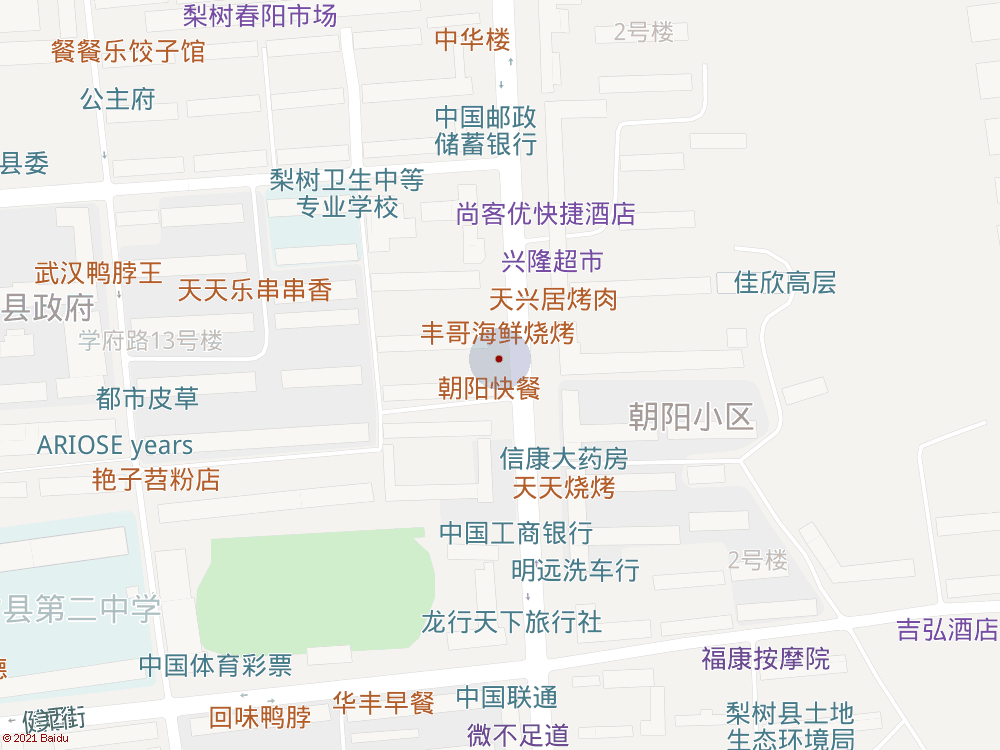 梨树春阳市场
2号楼
中华楼
餐餐乐饺子馆
公主府
中国邮政
储蓄银行
县委
梨树卫生中等
专业学校
尚客优快捷酒店
兴隆超市
武汉鸭脖王
天天乐串串香
佳欣高层
天兴居烤肉
县政府
丰哥海鲜烧烤
学府路13号楼
朝阳快餐
都市皮草
朝阳小区
ARIOSE years
信康大药房
艳子苕粉店
天天烧烤
中国工商银行
2号楼
明远洗车行
县第二中学
龙行天下旅行社
吉弘酒店
福康按摩院
中国体育彩票
德
中国联通
华丰早餐
回味鸭脖
梨树县土地
生态环境局
微不足道
© 2021 Baidu